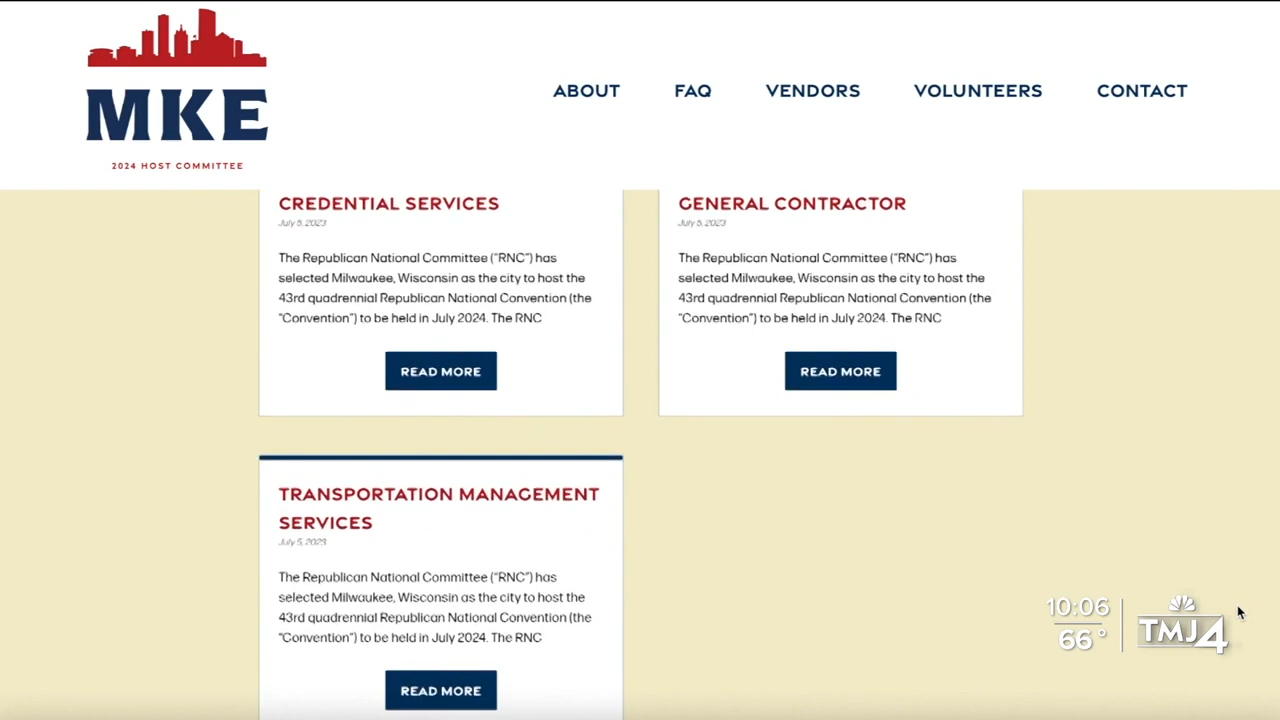 MKE
2024 HOST COMMITTEE
ABOUT FAQ VENDORS VOLUNTEERS CONTACT
CREDENTIAL SERVICES
July 5, 2023
The Republican National Committee (“RNC”) has
selected Milwaukee, Wisconsin as the city to host the
43rd quadrennial Republican National Convention (the
“Convention”) to be held in July 2024. The RNC
READ MORE
GENERAL CONTRACTOR
July 5, 2023
The Republican National Committee (“RNC”) has
selected Milwaukee, Wisconsin as the city to host the
43rd quadrennial Republican National Convention (the
“Convention”) to be held in July 2024. The RNC
READ MORE
TRANSPORTATION MANAGEMENT
SERVICES
July 5, 2023
The Republican National Committee (“RNC”) has
selected Milwaukee, Wisconsin as the city to host the
43rd quadrennial Republican National Convention (the
“Convention”) to be held in July 2024. The RNC
READ MORE
10:06
66°
TMJ4